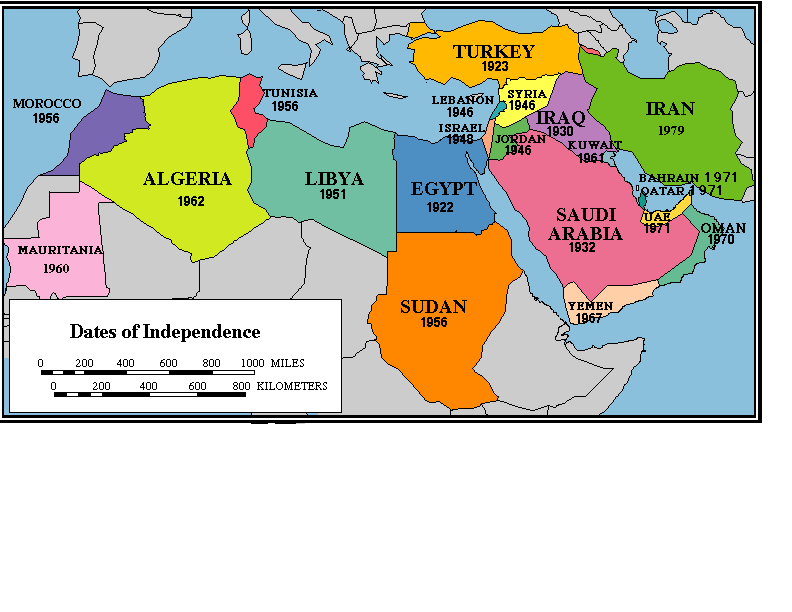 TURKEY
1923
MOROCCO
1956
TUNISIA
1956
LEBANON
1946
SYRIA
1946
IRAQ
1930
IRAN
1979
ISRAEL
1948
JORDAN
1946
KUWAIT
1961
ALGERIA
1962
LIBYA
1951
EGYPT
1922
BAHRAIN 1971
QATAR 1971
UAE
1971
SAUDI
ARABIA
1932
OMAN
1970
MAURITANIA
1960
SUDAN
1956
YEMEN
1967
Dates of Independence
0 200 400 600 800 1000 MILES
0 200 400 600 800 KILOMETERS